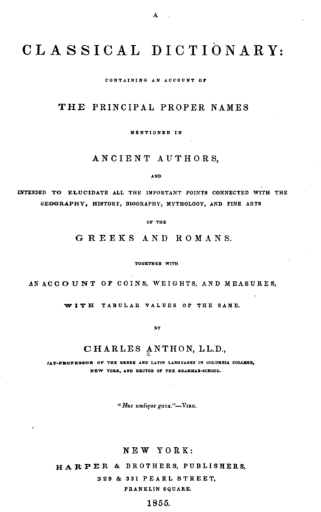 A
CLASSICAL DICTIONARY:
CONTAINING AN ACCOUNT OF
THE PRINCIPAL PROPER NAMES
MENTIONED IN
ANCIENT AUTHORS,
AND
INTENDED TO ELUCIDATE ALL THE IMPORTANT POINTS CONNECTED WITH THE
GEOGRAPHY, HISTORY, BIOGRAPHY, MYTHOLOGY, AND FINE ARTS
OF THE
GREEKS AND ROMANS.
TOGETHER WITH
AN ACCOUNT OF COINS, WEIGHTS, AND MEASURES,
WITH TABULAR VALUES OF THE SAME.
BY
CHARLES ANTHON, LL.D.,
JAY-PROFESSOR OF THE GREEK AND LATIN LANGUAGES IN COLUMBIA COLLEGE,
NEW YORK, AND RECTOR OF THE GRAMMAR-SCHOOL.
"Huc undique gaza."—VIRG.
NEW YORK:
HARPER & BROTHERS, PUBLISHERS,
329 & 331 PEARL STREET,
FRANKLIN SQUARE.
1855.